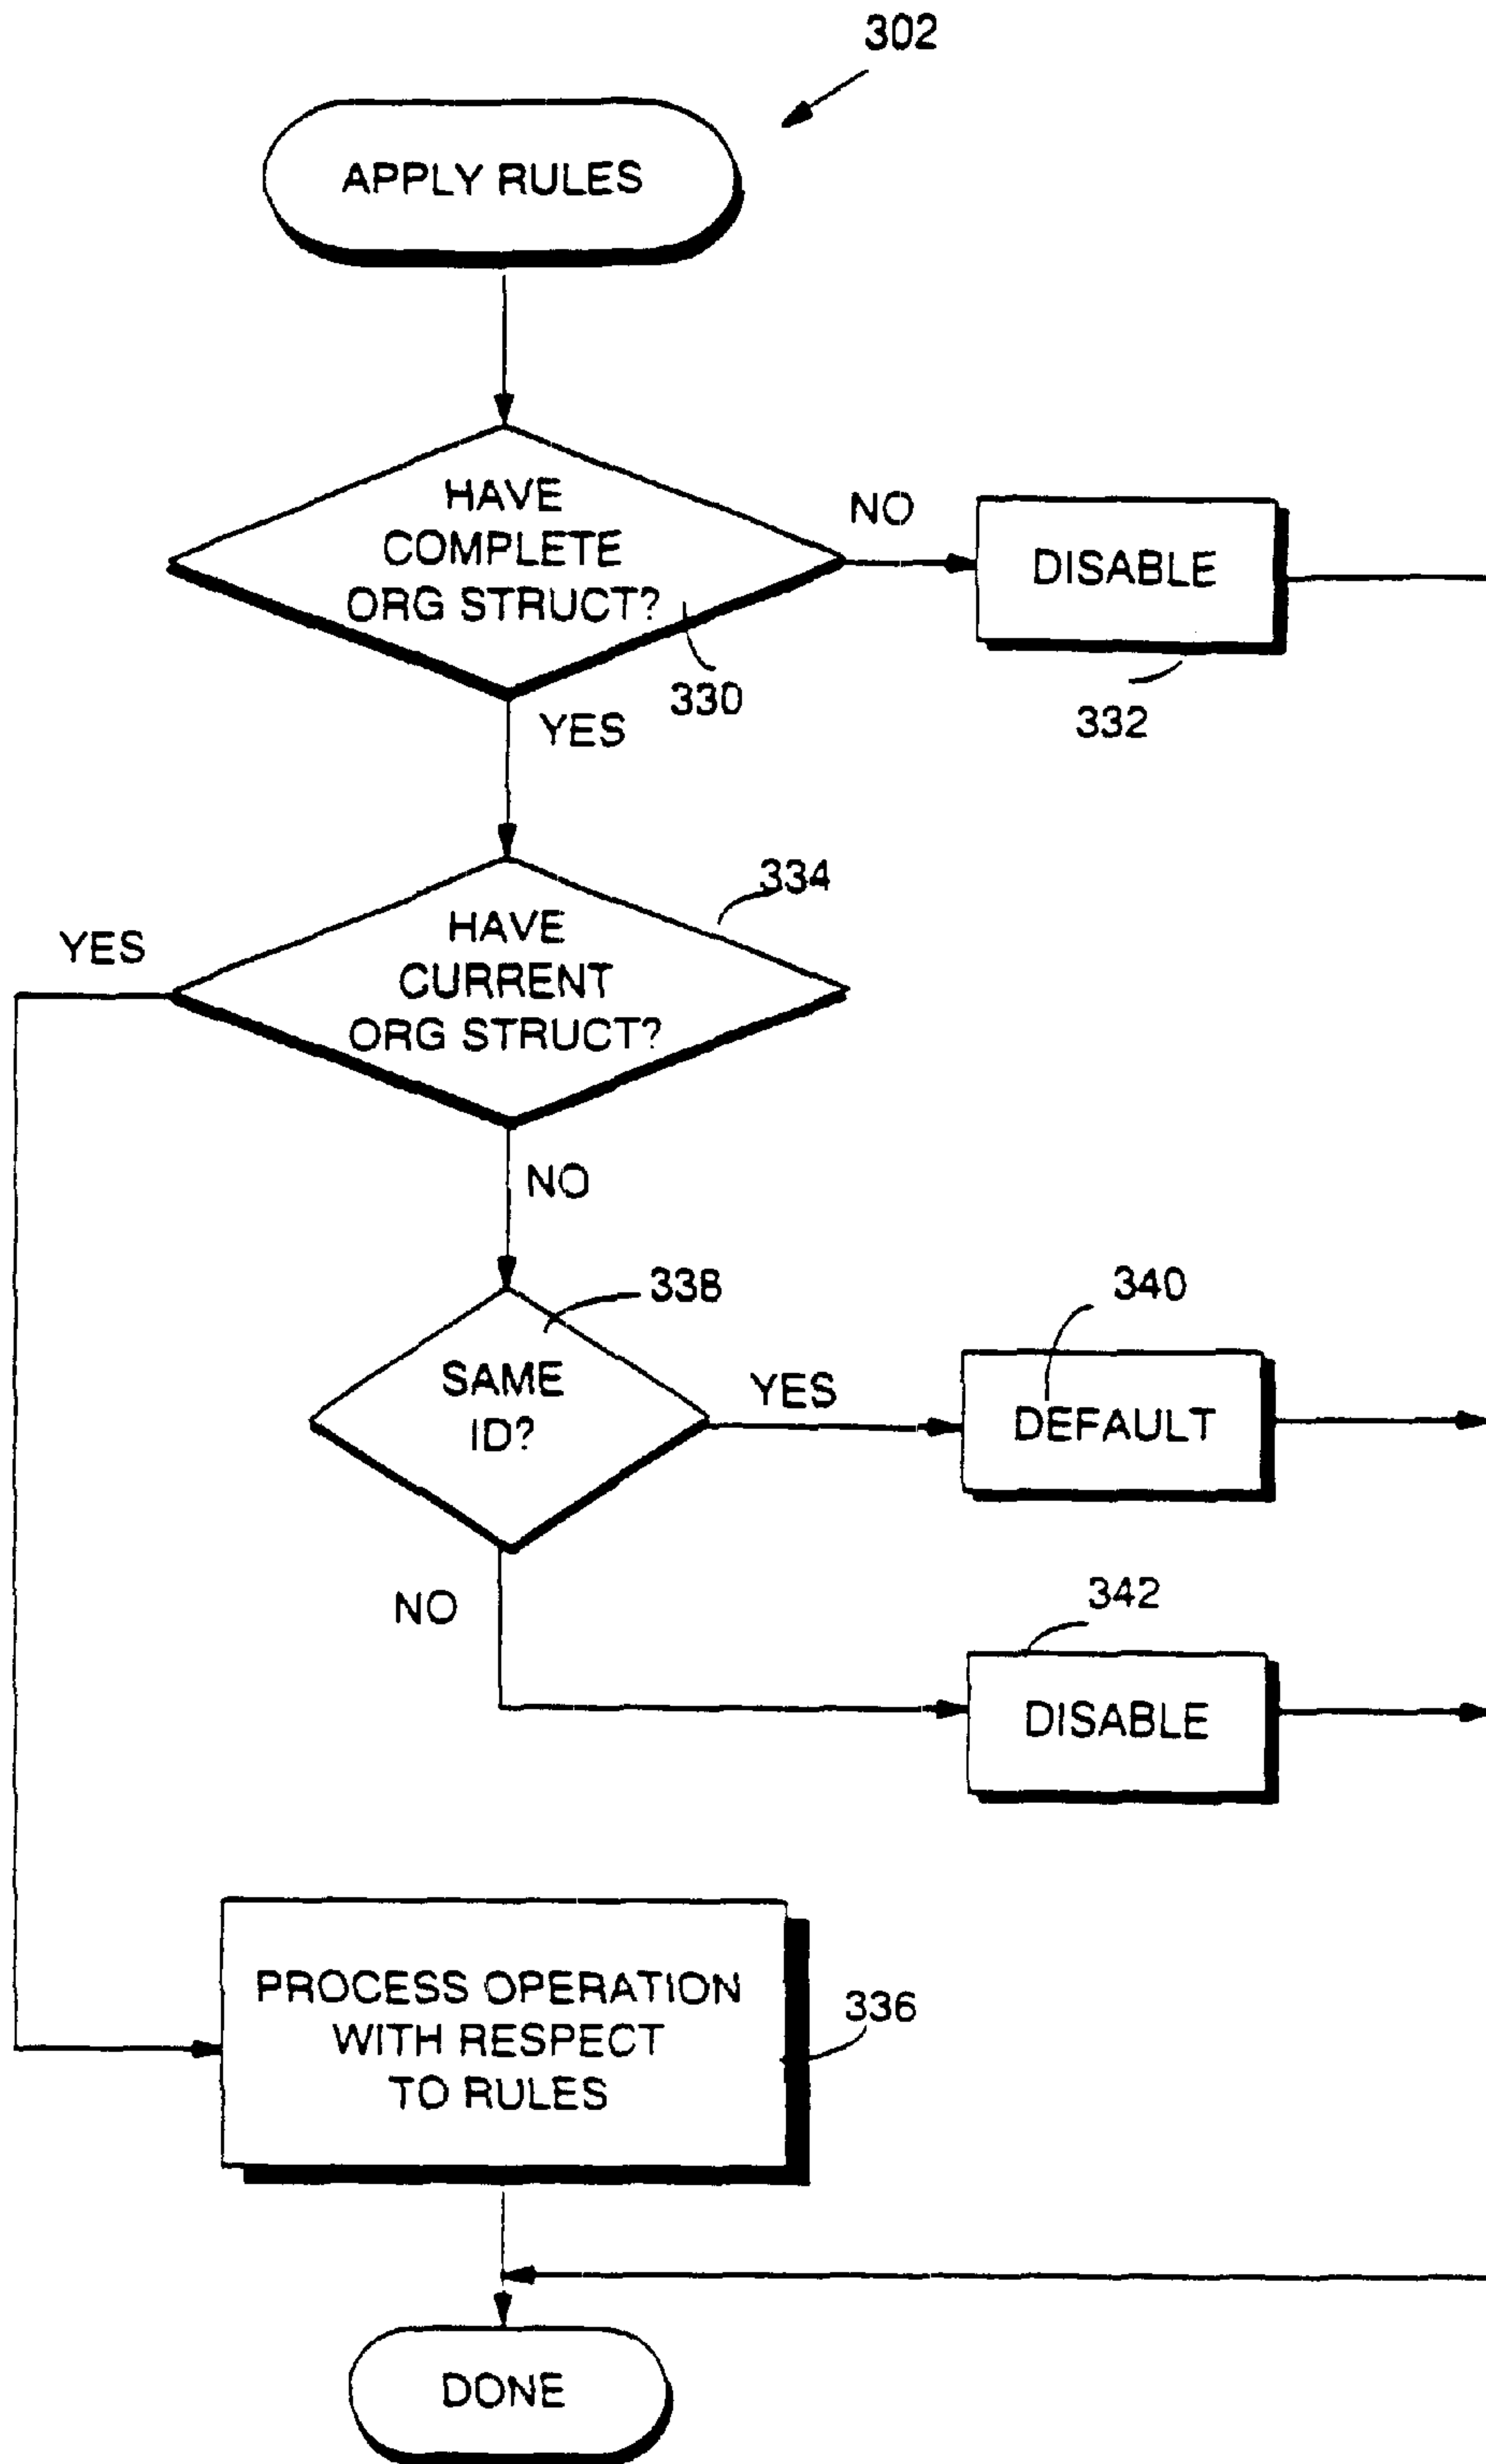 302
APPLY RULES
HAVE
COMPLETE
ORG STRUCT?
330
NO
DISABLE
332
YES
334
HAVE
CURRENT
ORG STRUCT?
YES
NO
338
SAME
ID?
YES
340
DEFAULT
NO
342
DISABLE
PROCESS OPERATION
WITH RESPECT
TO RULES
336
DONE